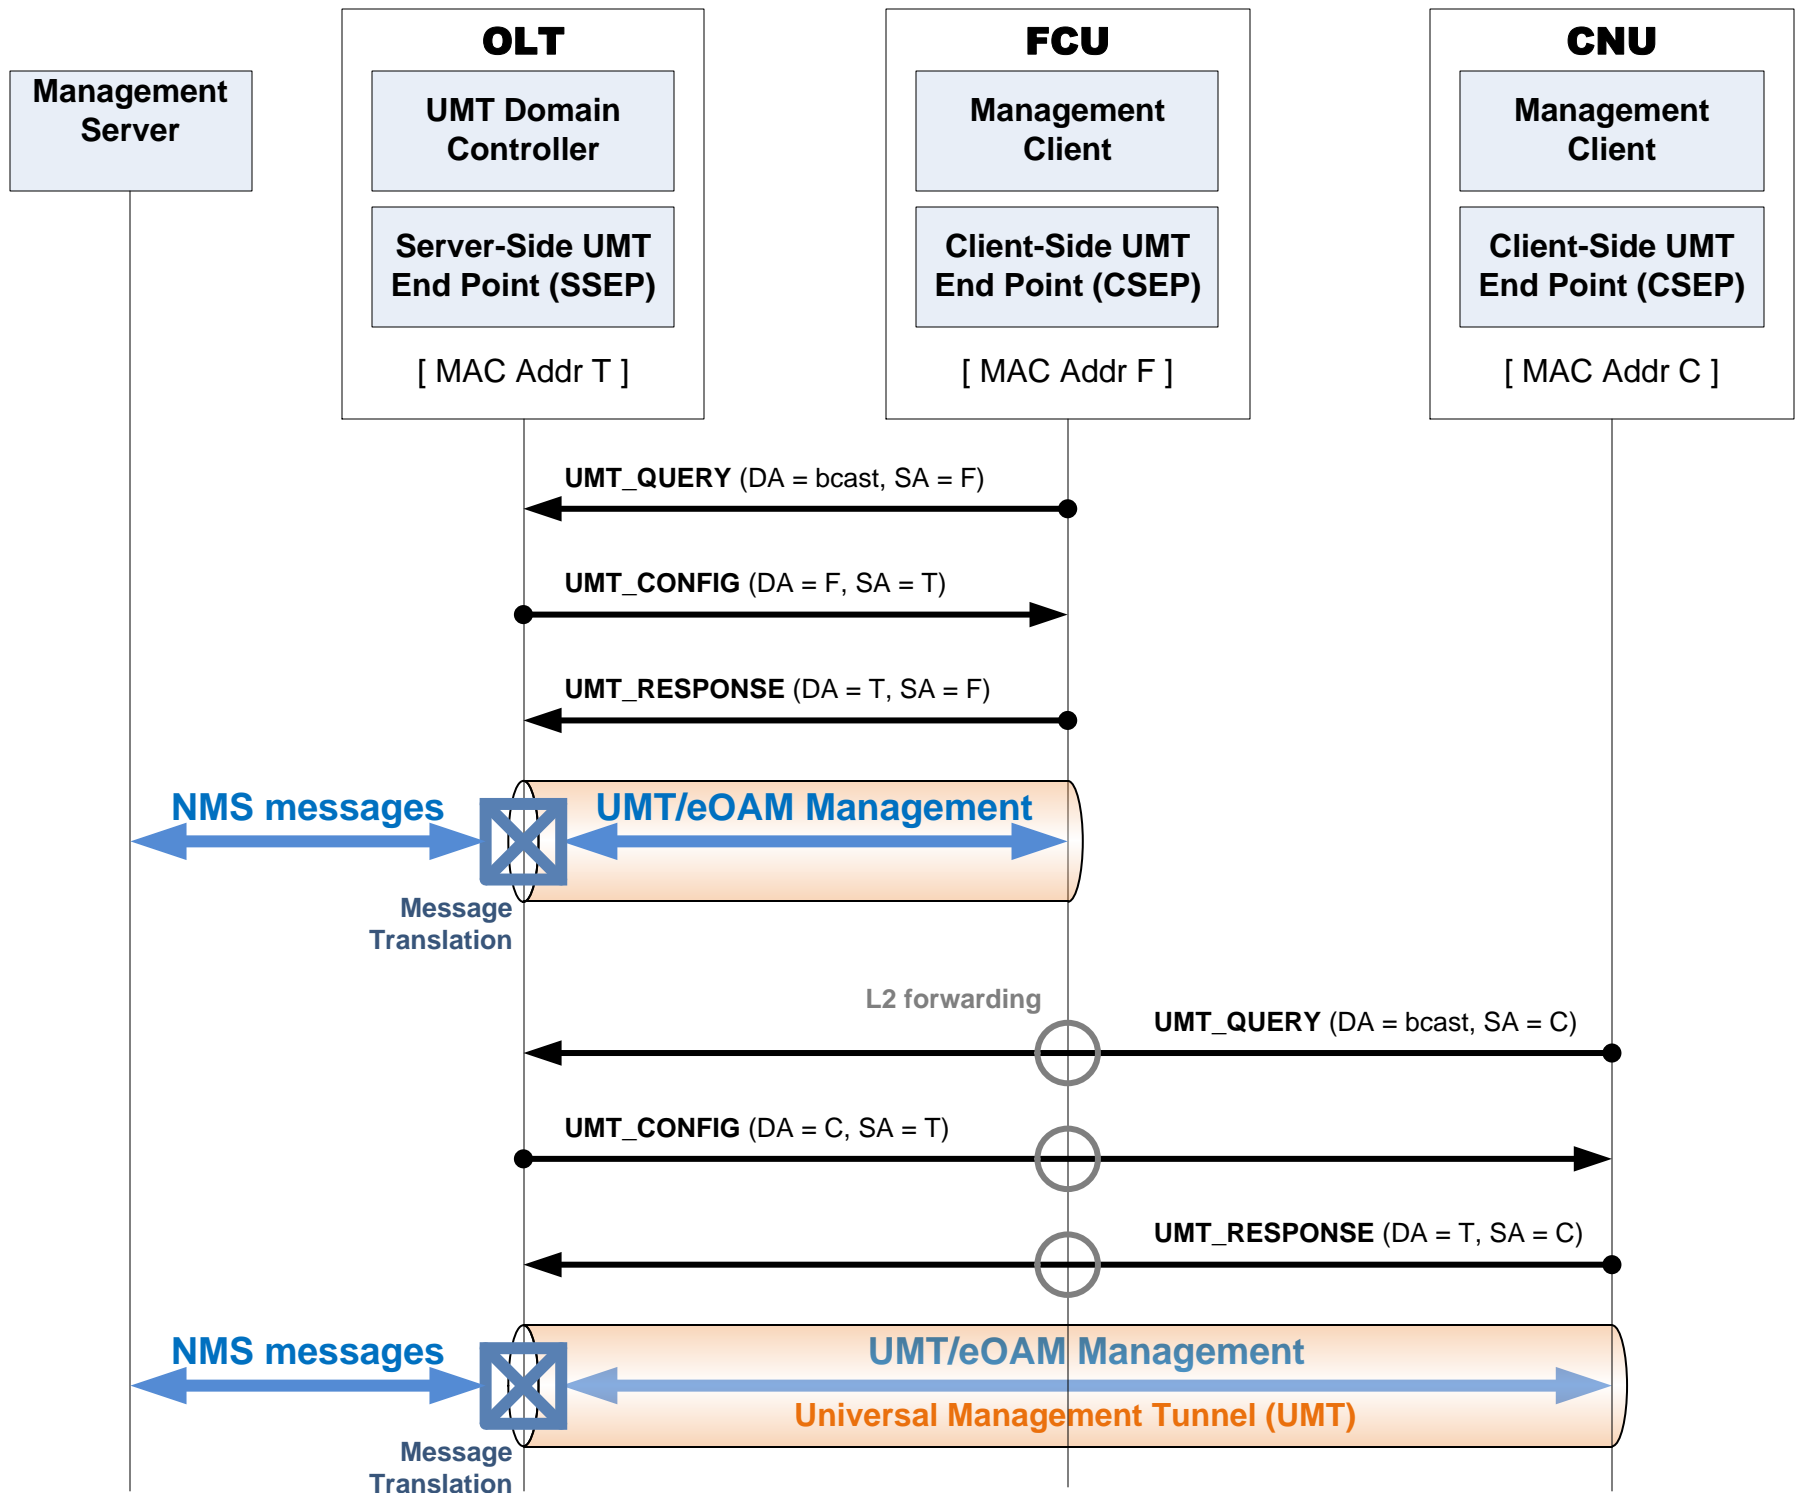 OLT
FCU
CNU
Management
Server
UMT Domain
Controller
Management
Client
Management
Client
Server-Side UMT
End Point (SSEP)
Client-Side UMT
End Point (CSEP)
Client-Side UMT
End Point (CSEP)
[ MAC Addr T ]
[ MAC Addr F ]
[ MAC Addr C ]
UMT_QUERY (DA = bcast, SA = F)
UMT_CONFIG (DA = F, SA = T)
UMT_RESPONSE (DA = T, SA = F)
NMS messages
UMT/eOAM Management
Message
Translation
L2 forwarding
UMT_QUERY (DA = bcast, SA = C)
UMT_CONFIG (DA = C, SA = T)
UMT_RESPONSE (DA = T, SA = C)
NMS messages
UMT/eOAM Management
Universal Management Tunnel (UMT)
Message
Translation